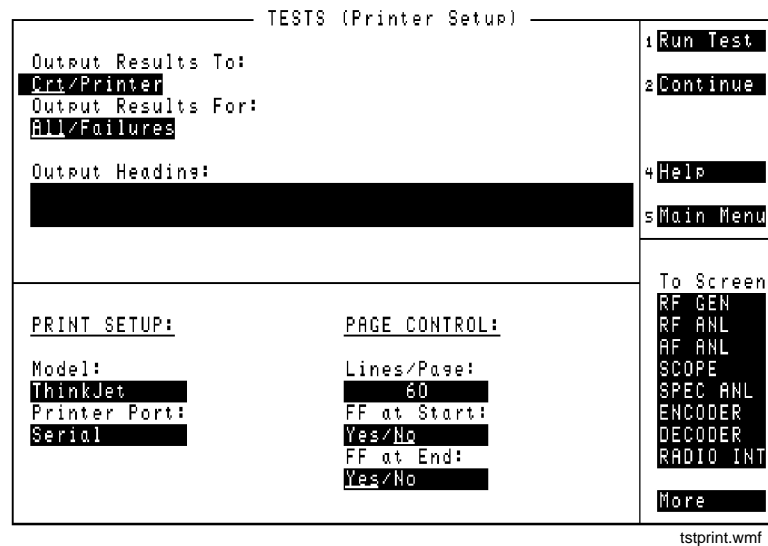 TESTS (Printer Setup)
Output Results To:
Crt/Printer
Output Results For:
All/Failures
Output Heading:
PRINT SETUP:
Model:
ThinkJet
Printer Port:
Serial
PAGE CONTROL:
Lines/Page:
60
FF at Start:
Yes/No
FF at End:
Yes/No
1 Run Test
2 Continue
4 Help
5 Main Menu
To Screen
RF GEN
RF ANL
AF ANL
SCOPE
SPEC ANL
ENCODER
DECODER
RADIO INT
More
tstprint.wmf